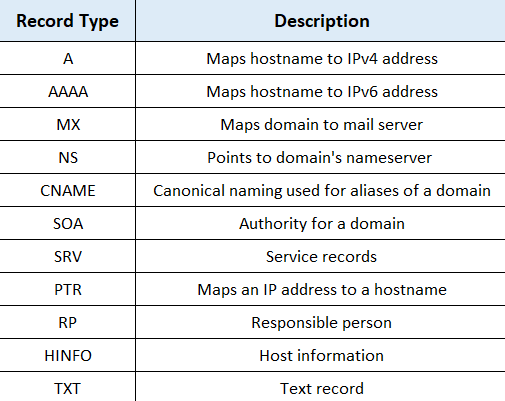 Record Type Description
A Maps hostname to IPv4 address
AAAA Maps hostname to IPv6 address
MX Maps domain to mail server
NS Points to domain's nameserver
CNAME Canonical naming used for aliases of a domain
SOA Authority for a domain
SRV Service records
PTR Maps an IP address to a hostname
RP Responsible person
HINFO Host information
TXT Text record